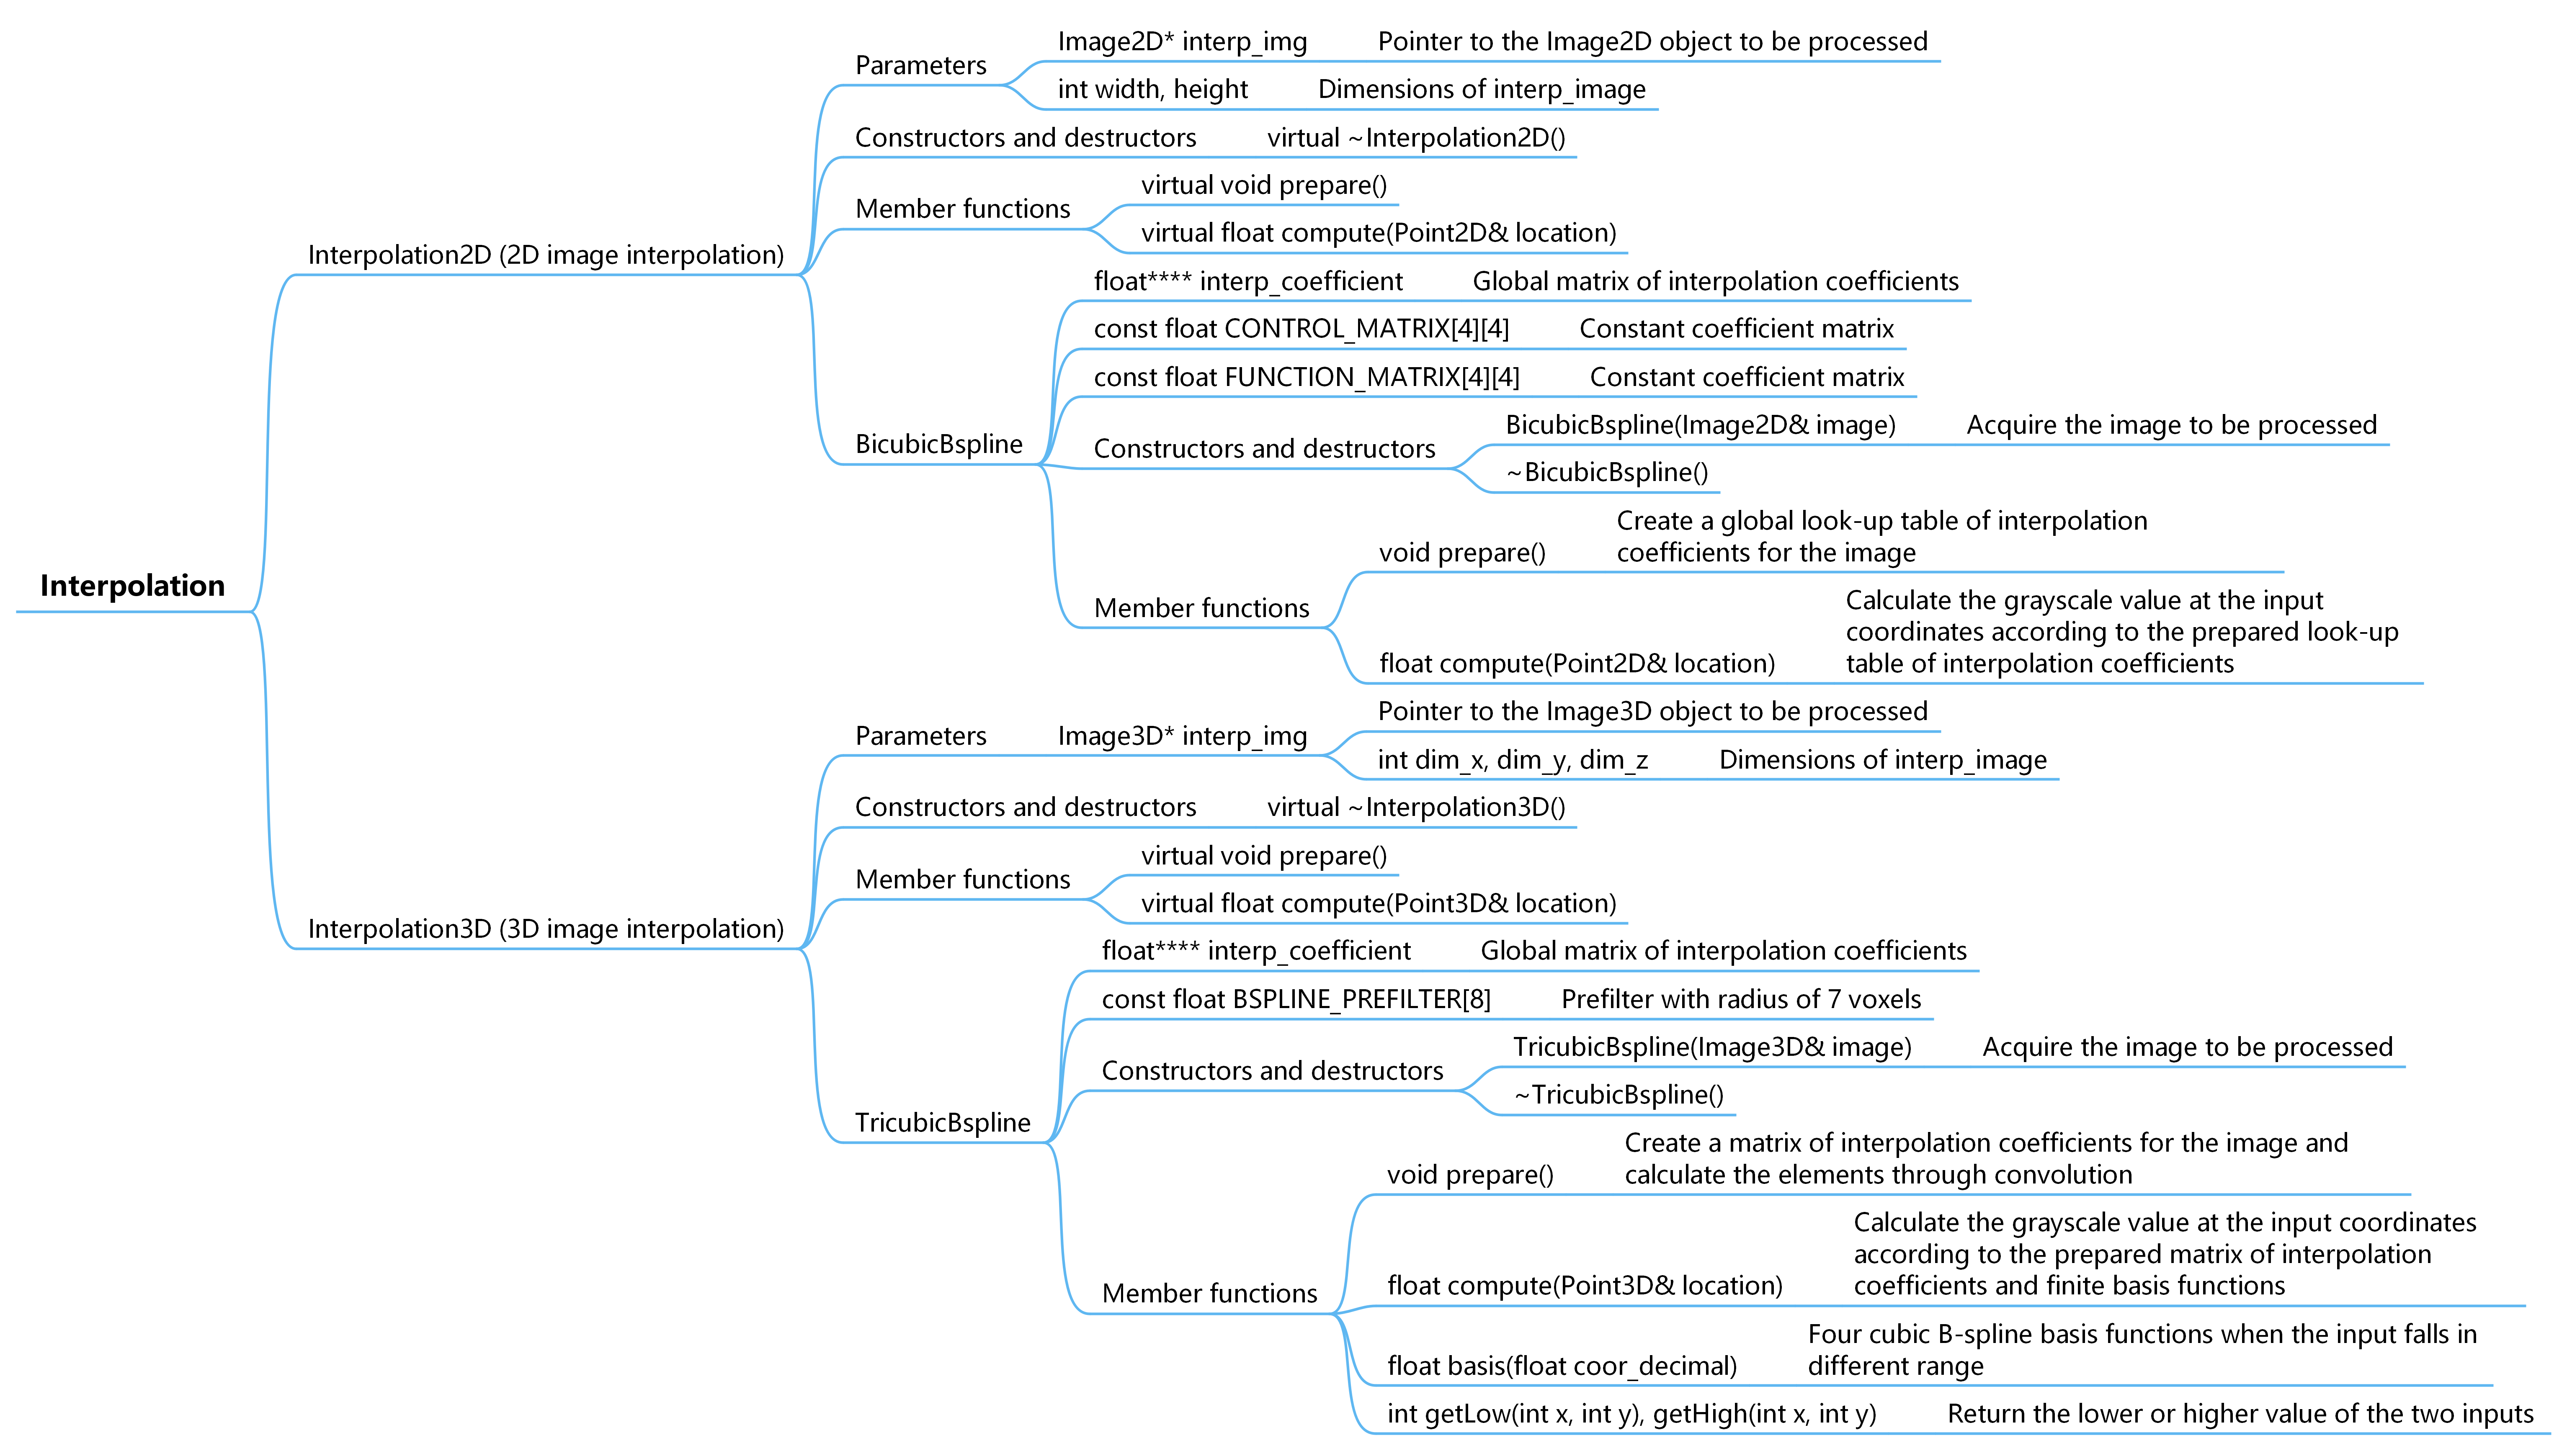 Interpolation
Interpolation2D (2D image interpolation)
Parameters
Image2D* interp_img    Pointer to the Image2D object to be processed
int width, height    Dimensions of interp_image
Constructors and destructors    virtual ~Interpolation2D()
Member functions
virtual void prepare()
virtual float compute(Point2D& location)
BicubicBspline
float**** interp_coefficient    Global matrix of interpolation coefficients
const float CONTROL_MATRIX[4][4]    Constant coefficient matrix
const float FUNCTION_MATRIX[4][4]    Constant coefficient matrix
Constructors and destructors
BicubicBspline(Image2D& image)    Acquire the image to be processed
~BicubicBspline()
Member functions
void prepare()
Create a global look-up table of interpolation
coefficients for the image
float compute(Point2D& location)
Calculate the grayscale value at the input
coordinates according to the prepared look-up
table of interpolation coefficients
Interpolation3D (3D image interpolation)
Parameters    Image3D* interp_img
Pointer to the Image3D object to be processed
int dim_x, dim_y, dim_z    Dimensions of interp_image
Constructors and destructors    virtual ~Interpolation3D()
Member functions
virtual void prepare()
virtual float compute(Point3D& location)
TricubicBspline
float**** interp_coefficient    Global matrix of interpolation coefficients
const float BSPLINE_PREFILTER[8]    Prefilter with radius of 7 voxels
Constructors and destructors
TricubicBspline(Image3D& image)    Acquire the image to be processed
~TricubicBspline()
Member functions
void prepare()
Create a matrix of interpolation coefficients for the image and
calculate the elements through convolution
float compute(Point3D& location)
Calculate the grayscale value at the input coordinates
according to the prepared matrix of interpolation
coefficients and finite basis functions
float basis(float coor_decimal)
Four cubic B-spline basis functions when the input falls in
different range
int getLow(int x, int y), getHigh(int x, int y)    Return the lower or higher value of the two inputs